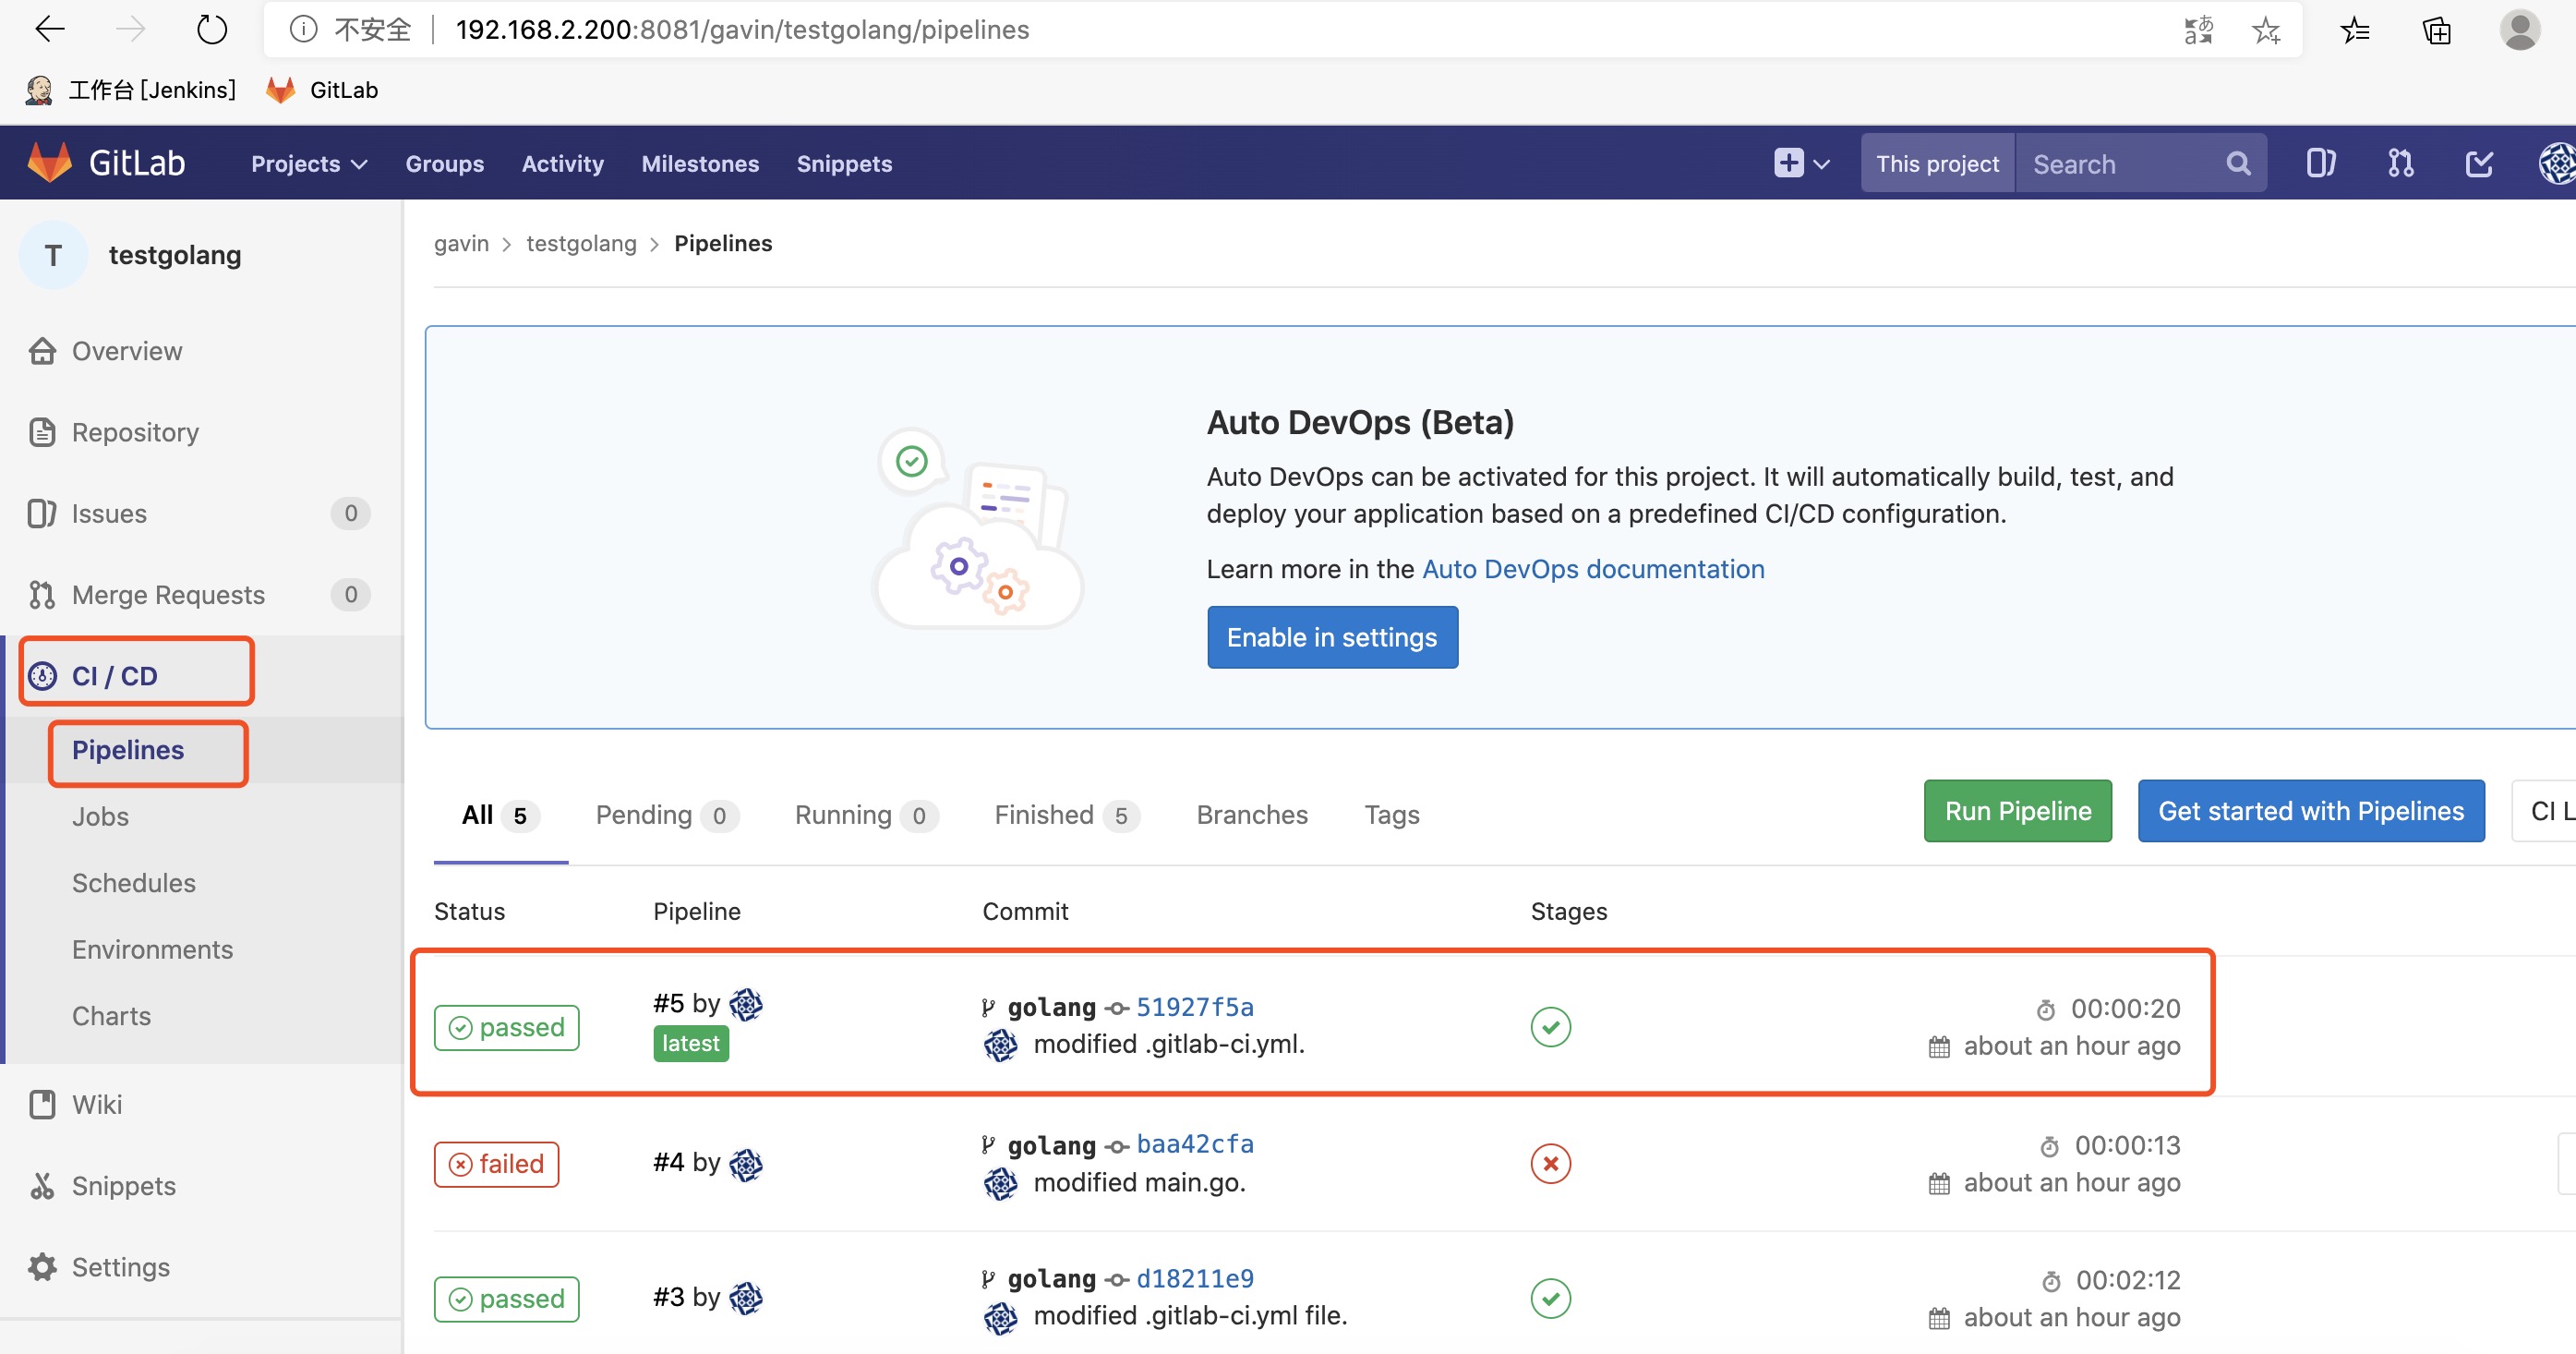 不安全 192.168.2.200:8081/gavin/testgolang/pipelines
工作台 [Jenkins] GitLab
GitLab Projects Groups Activity Milestones Snippets This project Search
T testgolang
gavin > testgolang > Pipelines
Overview
Repository
Issues 0
Merge Requests 0
CI / CD
Pipelines
Jobs
Schedules
Environments
Charts
Wiki
Snippets
Settings
Auto DevOps (Beta)
Auto DevOps can be activated for this project. It will automatically build, test, and
deploy your application based on a predefined CI/CD configuration.
Learn more in the Auto DevOps documentation
Enable in settings
All 5 Pending 0 Running 0 Finished 5 Branches Tags Run Pipeline Get started with Pipelines CI L
Status Pipeline Commit Stages
passed #5 by latest golang 51927f5a 00:00:20
modified .gitlab-ci.yml. about an hour ago
failed #4 by golang baa42cfa 00:00:13
modified main.go. about an hour ago
passed #3 by golang d18211e9 00:02:12
modified .gitlab-ci.yml file. about an hour ago